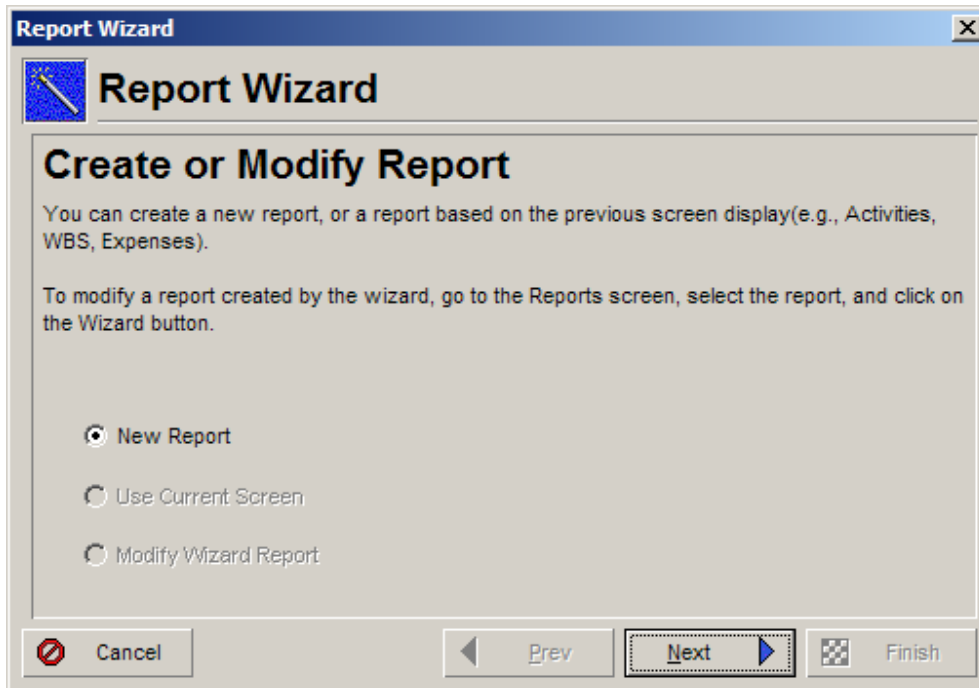 Report Wizard
Report Wizard
Create or Modify Report
You can create a new report, or a report based on the previous screen display(e.g., Activities,
WBS, Expenses).
To modify a report created by the wizard, go to the Reports screen, select the report, and click on
the Wizard button.
New Report
Use Current Screen
Modify Wizard Report
Cancel Prev Next Finish